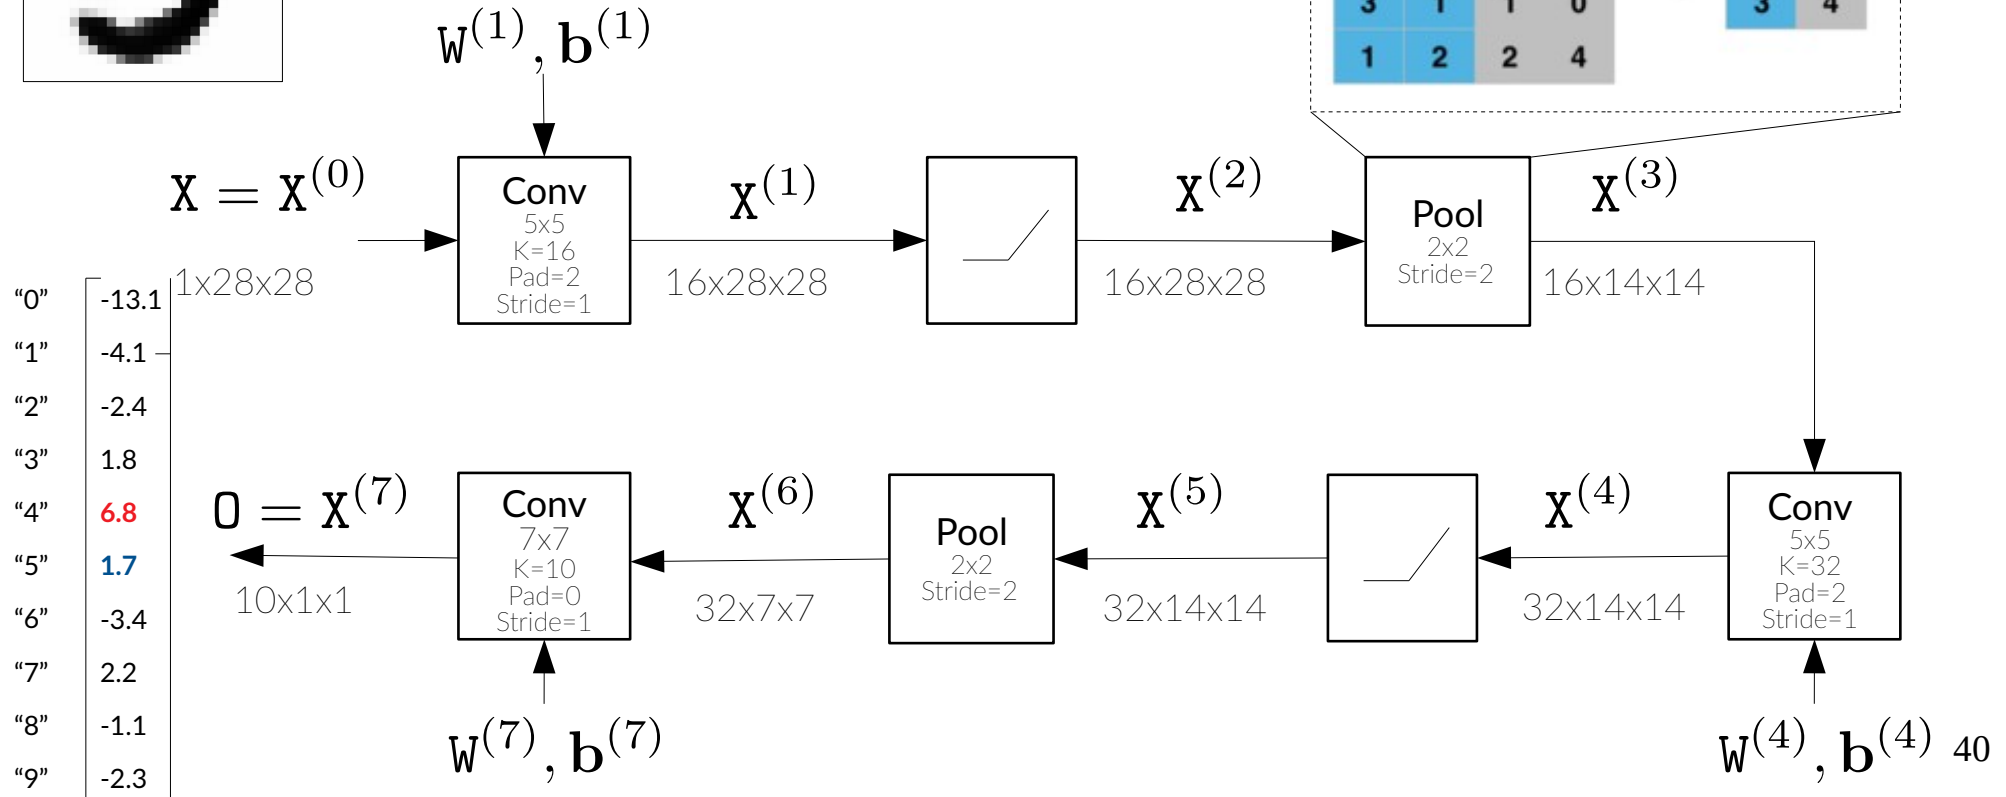 3 1 1 0 3 4
1 2 2 4
W(1), b(1)
X = X(0)
1x28x28
Conv
5x5
K=16
Pad=2
Stride=1
X(1)
16x28x28
X(2)
16x28x28
Pool
2x2
Stride=2
X(3)
16x14x14
Conv
5x5
K=32
Pad=2
Stride=1
W(4), b(4)
X(4)
32x14x14
X(5)
32x14x14
Pool
2x2
Stride=2
X(6)
32x7x7
Conv
7x7
K=10
Pad=0
Stride=1
W(7), b(7)
O = X(7)
10x1x1
“0” -13.1
“1” -4.1
“2” -2.4
“3” 1.8
“4” 6.8
“5” 1.7
“6” -3.4
“7” 2.2
“8” -1.1
“9” -2.3
40